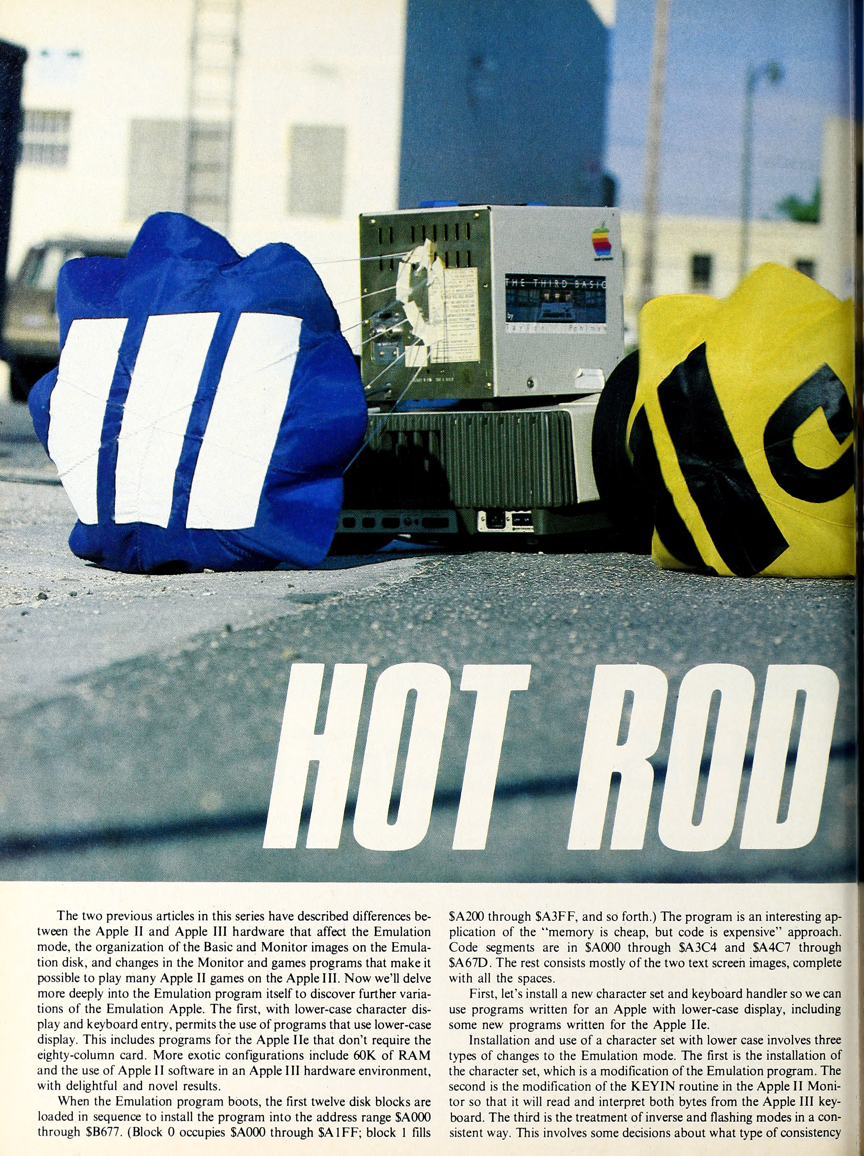 III
THE THIRD BASIC
by
Taylor Pohlman
/c
HOT ROD
The two previous articles in this series have described differences be-
tween the Apple II and Apple III hardware that affect the Emulation
mode, the organization of the Basic and Monitor images on the Emula-
tion disk, and changes in the Monitor and games programs that make it
possible to play many Apple II games on the Apple III. Now we'll delve
more deeply into the Emulation program itself to discover further varia-
tions of the Emulation Apple. The first, with lower-case character dis-
play and keyboard entry, permits the use of programs that use lower-case
display. This includes programs for the Apple IIe that don't require the
eighty-column card. More exotic configurations include 60K of RAM
and the use of Apple II software in an Apple III hardware environment,
with delightful and novel results.
When the Emulation program boots, the first twelve disk blocks are
loaded in sequence to install the program into the address range $A000
through $B677. (Block 0 occupies $A000 through $A1FF; block 1 fills
$A200 through $A3FF, and so forth.) The program is an interesting ap-
plication of the "memory is cheap, but code is expensive" approach.
Code segments are in $A000 through $A3C4 and $A4C7 through
$A67D. The rest consists mostly of the two text screen images, complete
with all the spaces.
First, let's install a new character set and keyboard handler so we can
use programs written for an Apple with lower-case display, including
some new programs written for the Apple IIe.
Installation and use of a character set with lower case involves three
types of changes to the Emulation mode. The first is the installation of
the character set, which is a modification of the Emulation program. The
second is the modification of the KEYIN routine in the Apple II Moni-
tor so that it will read and interpret both bytes from the Apple III key-
board. The third is the treatment of inverse and flashing modes in a con-
sistent way. This involves some decisions about what type of consistency